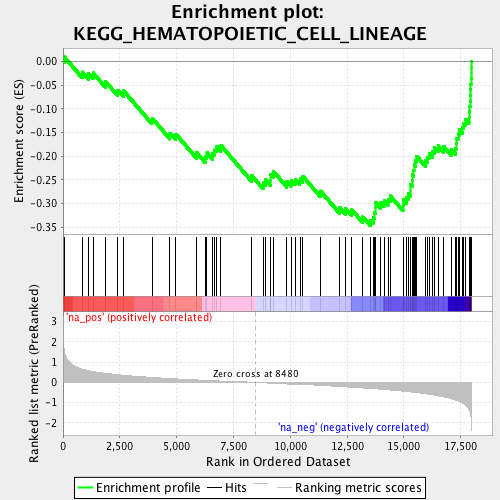 Enrichment plot:
KEGG_HEMATOPOIETIC_CELL_LINEAGE
Enrichment score (ES)
0.00
-0.05
-0.10
-0.15
-0.20
-0.25
-0.30
-0.35
Ranked list metric (PreRanked)
'na_pos' (positively correlated)
3
2
1
0
-1
-2
Zero cross at 8480
'na_neg' (negatively correlated)
0 2,500 5,000 7,500 10,000 12,500 15,000 17,500
Rank in Ordered Dataset
Enrichment profile Hits Ranking metric scores